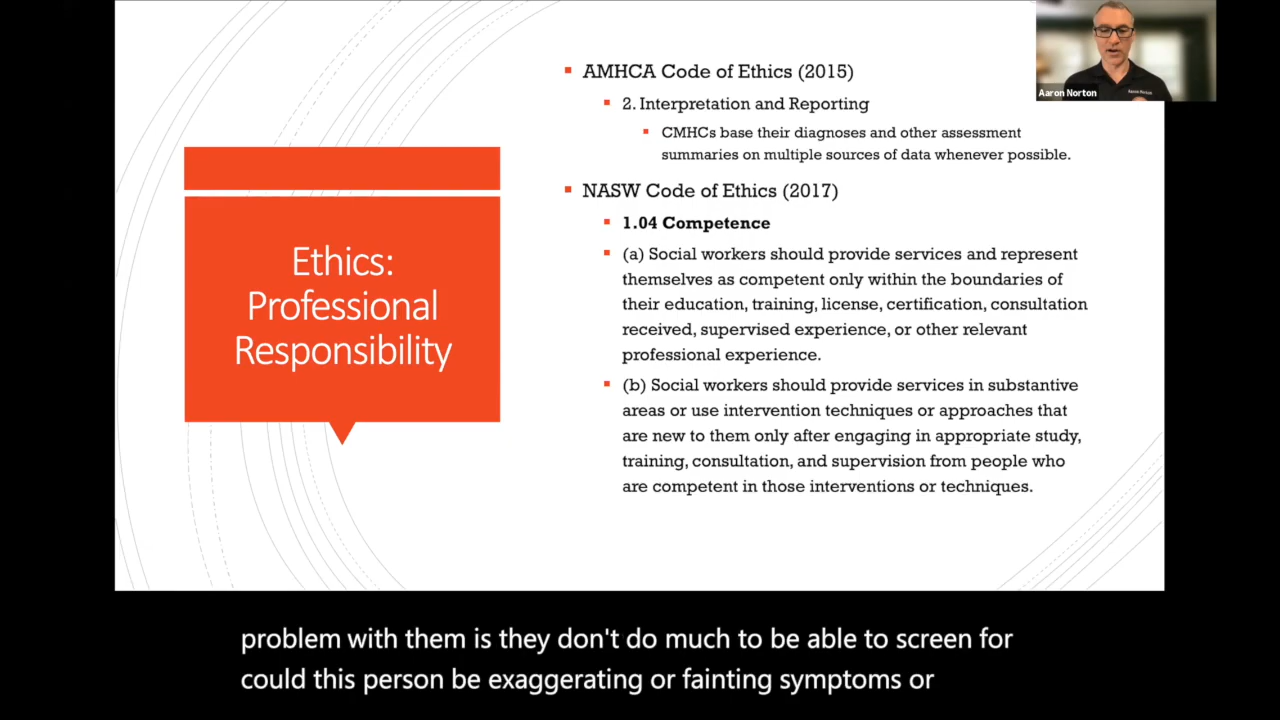 Ethics:
Professional
Responsibility
AMHCA Code of Ethics (2015)
2. Interpretation and Reporting
CMHCs base their diagnoses and other assessment
summaries on multiple sources of data whenever possible.
NASW Code of Ethics (2017)
1.04 Competence
(a) Social workers should provide services and represent
themselves as competent only within the boundaries of
their education, training, license, certification, consultation
received, supervised experience, or other relevant
professional experience.
(b) Social workers should provide services in substantive
areas or use intervention techniques or approaches that
are new to them only after engaging in appropriate study,
training, consultation, and supervision from people who
are competent in those interventions or techniques.
Aaron Norton
Aaron Norton
problem with them is they don't do much to be able to screen for
could this person be exaggerating or fainting symptoms or